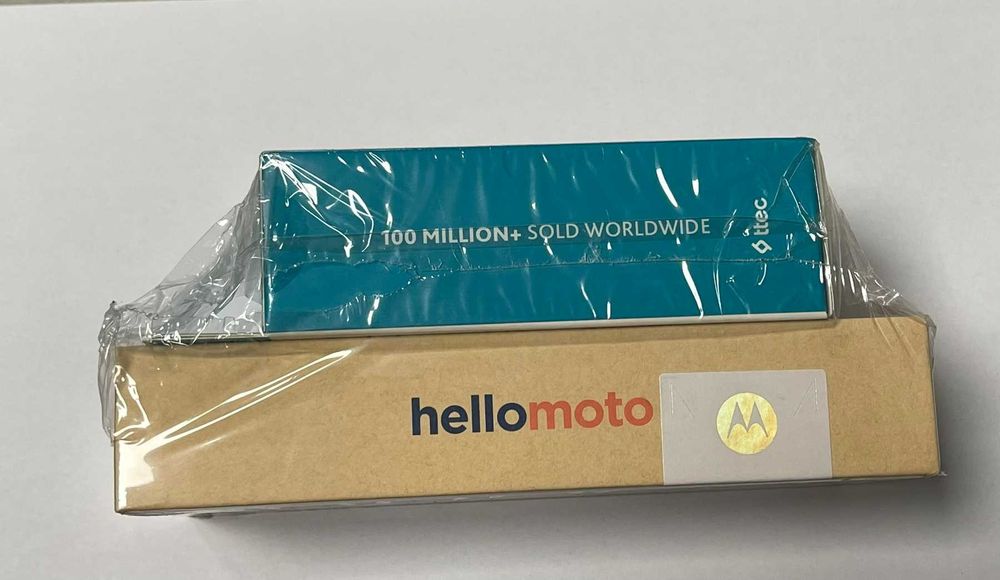 100 MILLION+ SOLD WORLDWIDE
ttec
hellomoto